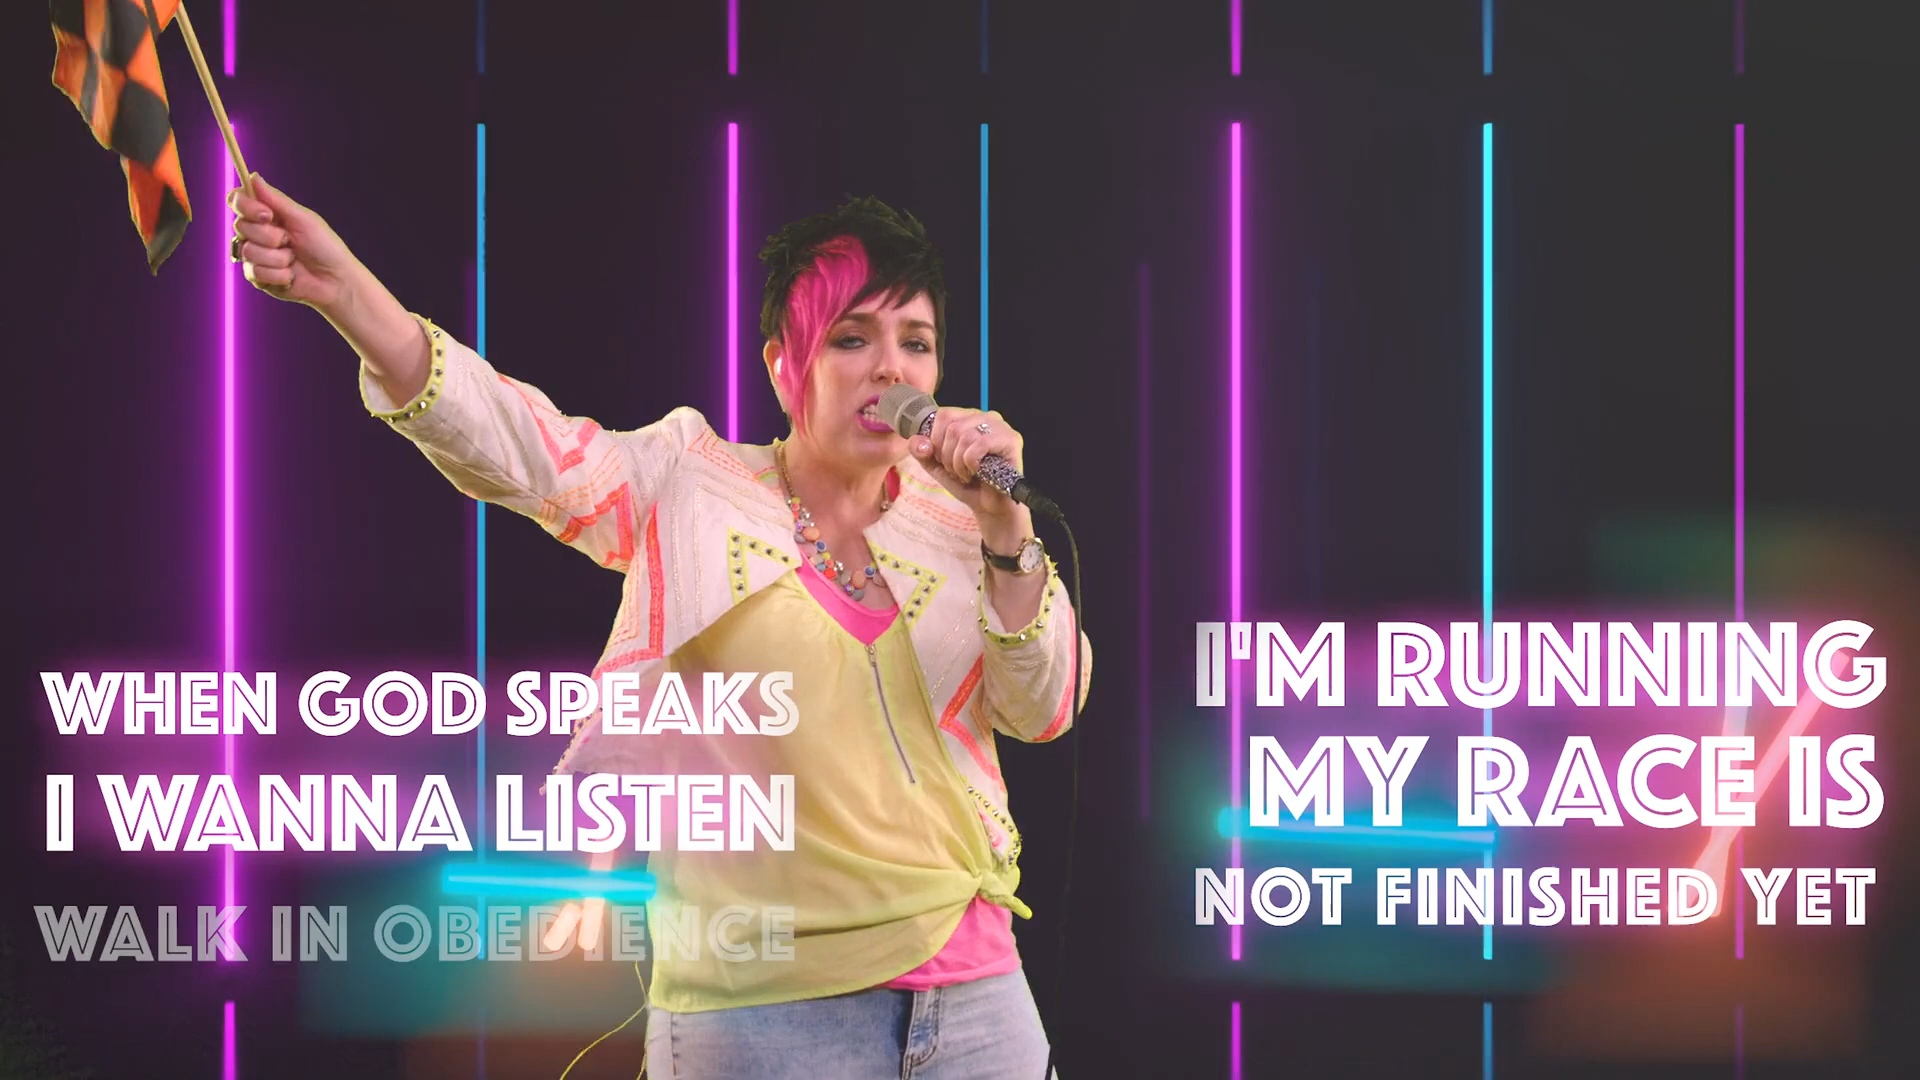 WHEN GOD SPEAKS
I WANNA LISTEN
WALK IN OBEDIENCE
I'M RUNNING
MY RACE IS
NOT FINISHED YET